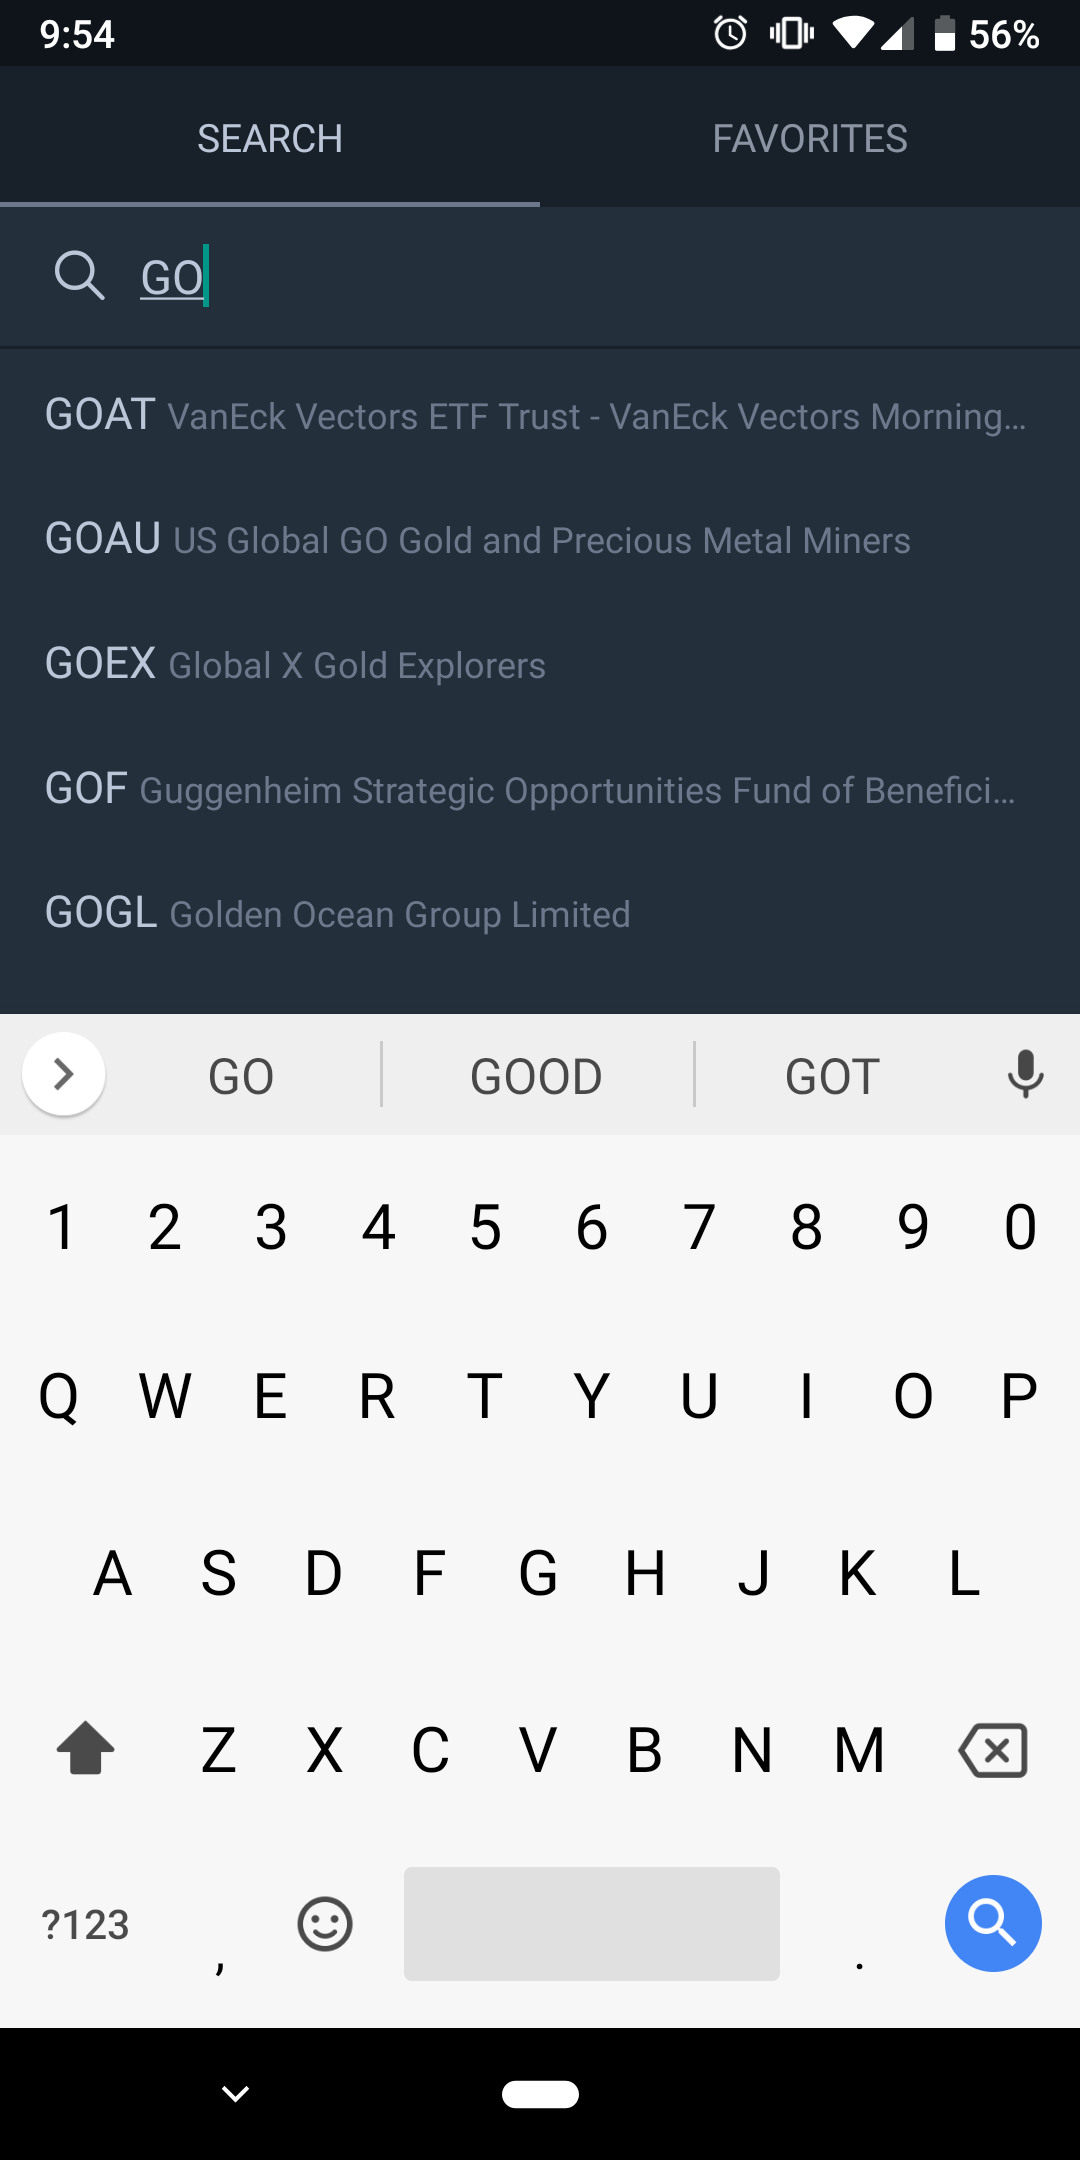 9:54 56%
SEARCH FAVORITES
GO
GOAT VanEck Vectors ETF Trust - VanEck Vectors Morning...
GOAU US Global GO Gold and Precious Metal Miners
GOEX Global X Gold Explorers
GOF Guggenheim Strategic Opportunities Fund of Benefici...
GOGL Golden Ocean Group Limited
GO GOOD GOT
1 2 3 4 5 6 7 8 9 0
Q W E R T Y U I O P
A S D F G H J K L
Z X C V B N M
?123 , .